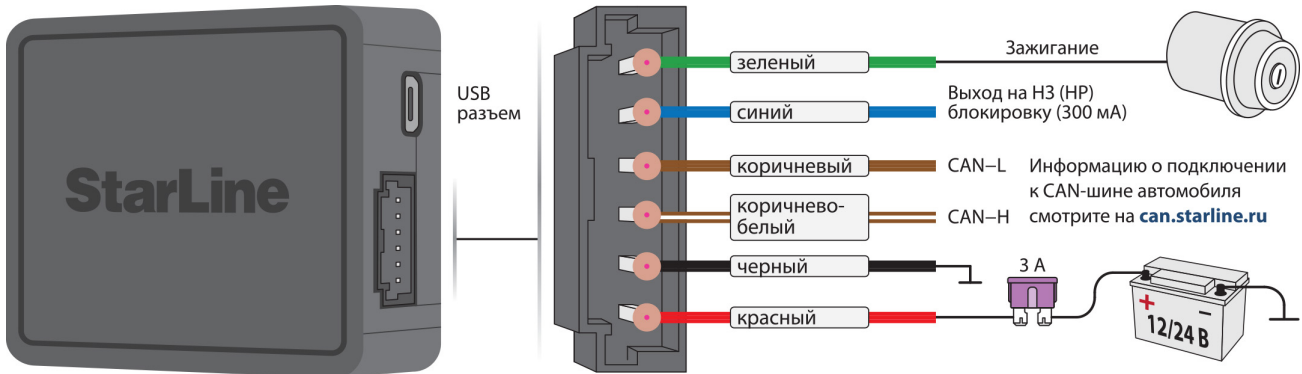 StarLine
USB
разъем
зеленый
Зажигание
синий
Выход на НЗ (НР)
блокировку (300 мА)
коричневый
CAN–L
Информацию о подключении
к CAN-шине автомобиля
смотрите на can.starline.ru
коричнево-
белый
CAN–H
черный
3 А
красный
+
–
12/24 В